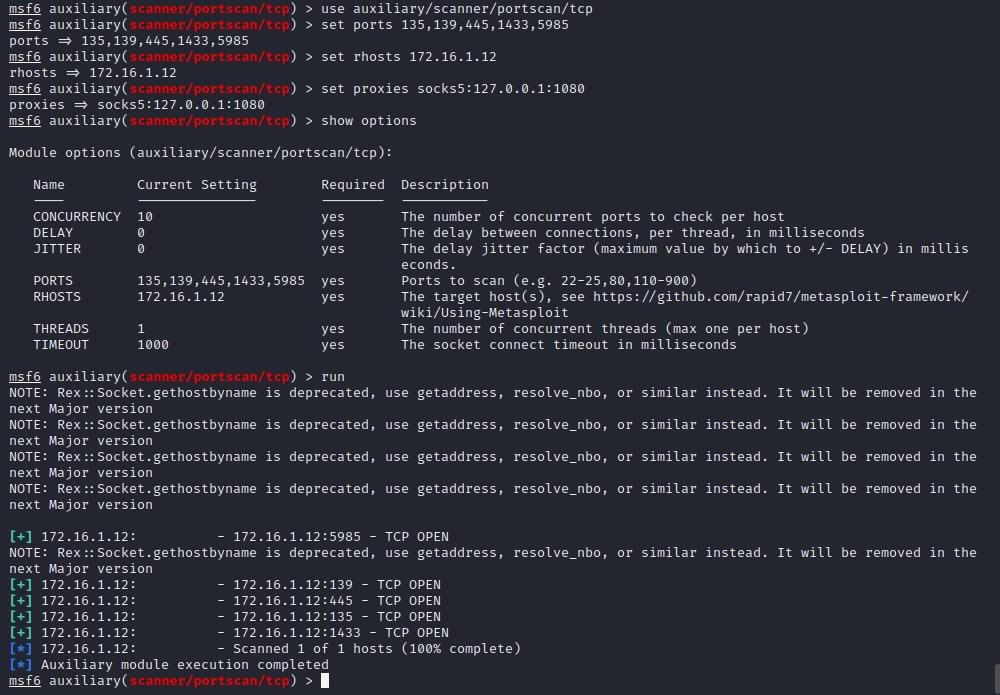 msf6 auxiliary(scanner/portscan/tcp) > use auxiliary/scanner/portscan/tcp
msf6 auxiliary(scanner/portscan/tcp) > set ports 135,139,445,1433,5985
ports => 135,139,445,1433,5985
msf6 auxiliary(scanner/portscan/tcp) > set rhosts 172.16.1.12
rhosts => 172.16.1.12
msf6 auxiliary(scanner/portscan/tcp) > set proxies socks5:127.0.0.1:1080
proxies => socks5:127.0.0.1:1080
msf6 auxiliary(scanner/portscan/tcp) > show options
Module options (auxiliary/scanner/portscan/tcp):
Name Current Setting Required Description
CONCURRENCY 10 yes The number of concurrent ports to check per host
DELAY 0 yes The delay between connections, per thread, in milliseconds
JITTER 0 yes The delay jitter factor (maximum value by which to +/- DELAY) in millis
econds.
PORTS 135,139,445,1433,5985 yes Ports to scan (e.g. 22-25,80,110-900)
RHOSTS 172.16.1.12 yes The target host(s), see https://github.com/rapid7/metasploit-framework/
wiki/Using-Metasploit
THREADS 1 yes The number of concurrent threads (max one per host)
TIMEOUT 1000 yes The socket connect timeout in milliseconds
msf6 auxiliary(scanner/portscan/tcp) > run
NOTE: Rex::Socket.gethostbyname is deprecated, use getaddress, resolve_nbo, or similar instead. It will be removed in the
next Major version
NOTE: Rex::Socket.gethostbyname is deprecated, use getaddress, resolve_nbo, or similar instead. It will be removed in the
next Major version
NOTE: Rex::Socket.gethostbyname is deprecated, use getaddress, resolve_nbo, or similar instead. It will be removed in the
next Major version
NOTE: Rex::Socket.gethostbyname is deprecated, use getaddress, resolve_nbo, or similar instead. It will be removed in the
next Major version
[+] 172.16.1.12: - 172.16.1.12:5985 - TCP OPEN
NOTE: Rex::Socket.gethostbyname is deprecated, use getaddress, resolve_nbo, or similar instead. It will be removed in the
next Major version
[+] 172.16.1.12: - 172.16.1.12:139 - TCP OPEN
[+] 172.16.1.12: - 172.16.1.12:445 - TCP OPEN
[+] 172.16.1.12: - 172.16.1.12:135 - TCP OPEN
[+] 172.16.1.12: - 172.16.1.12:1433 - TCP OPEN
[*] 172.16.1.12: - Scanned 1 of 1 hosts (100% complete)
[*] Auxiliary module execution completed
msf6 auxiliary(scanner/portscan/tcp) >